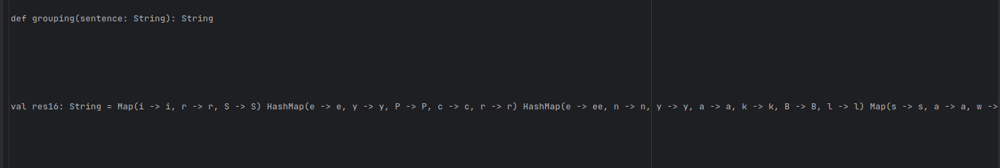 def grouping(sentence: String): String
val res16: String = Map(i -> i, r -> r, S -> S) HashMap(e -> e, y -> y, P -> P, c -> c, r -> r) HashMap(e -> ee, n -> n, y -> y, a -> a, k -> k, B -> B, l -> l) Map(s -> s, a -> a, w ->